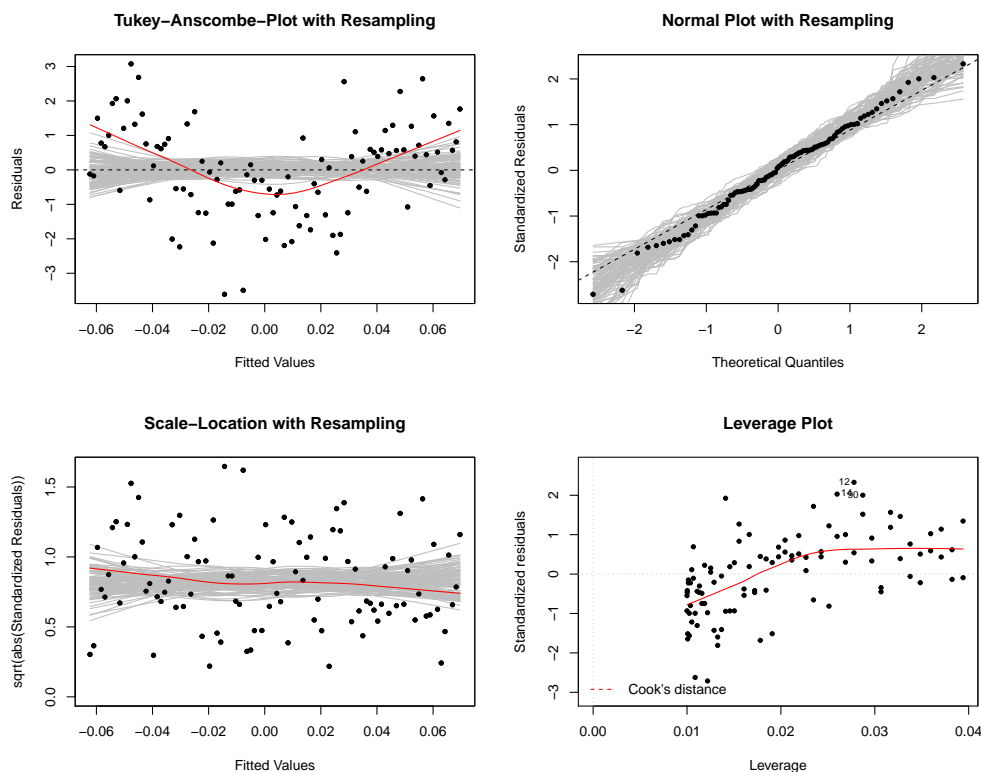 Tukey−Anscombe−Plot with Resampling
Residuals
3
2
1
0
−1
−2
−3
−0.06 −0.04 −0.02 0.00 0.02 0.04 0.06
Fitted Values
Normal Plot with Resampling
Standardized Residuals
2
1
0
−1
−2
−2 −1 0 1 2
Theoretical Quantiles
Scale−Location with Resampling
sqrt(abs(Standardized Residuals))
1.5
1.0
0.5
0.0
−0.06 −0.04 −0.02 0.00 0.02 0.04 0.06
Fitted Values
Leverage Plot
Standardized residuals
2
1
0
−1
−2
−3
12
14
90
Cook's distance
0.00 0.01 0.02 0.03 0.04
Leverage